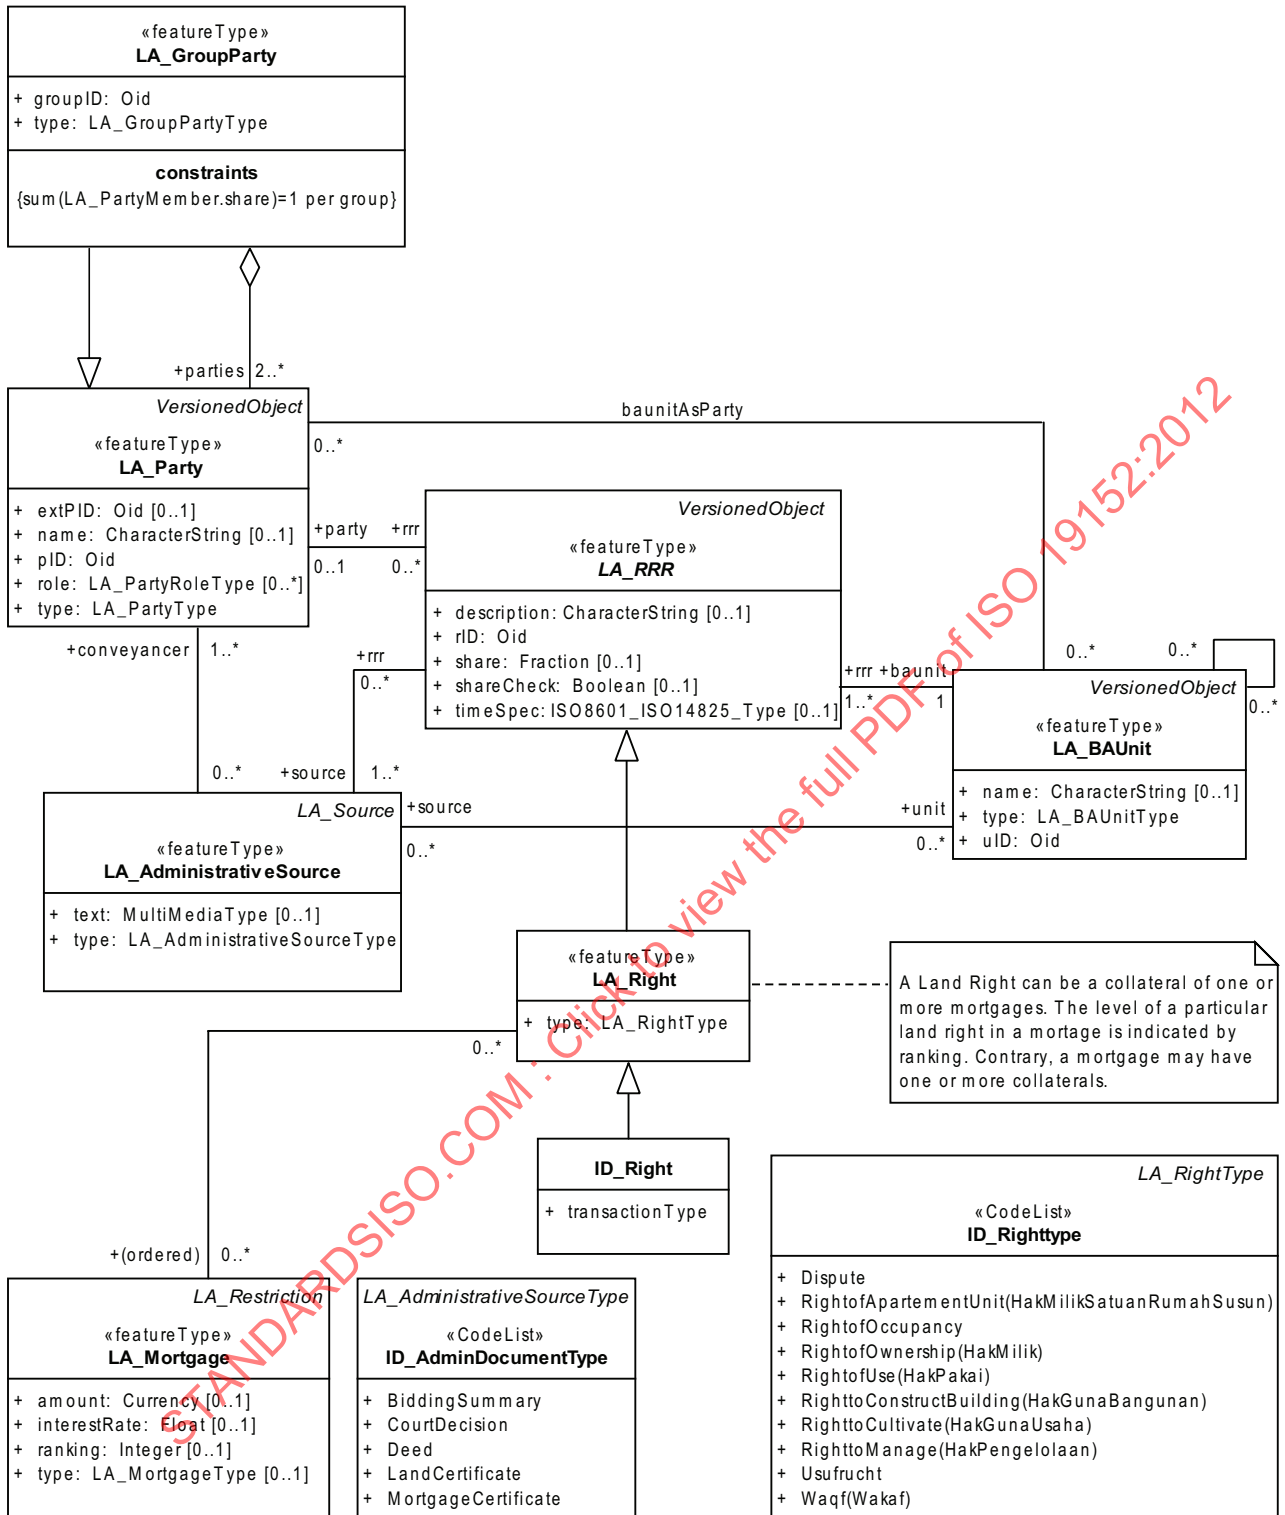 «featureType»
LA_GroupParty
+ groupID: Oid
+ type: LA_GroupPartyType
constraints
{sum(LA_PartyMember.share)=1 per group}
+parties 2..*
VersionedObject
«featureType»
LA_Party
+ extPID: Oid [0..1]
+ name: CharacterString [0..1]
+ pID: Oid
+ role: LA_PartyRoleType [0..*]
+ type: LA_PartyType
baunitAsParty
0..*
0..*
+party +rrr
0..1 0..*
VersionedObject
«featureType»
LA_RRR
+ description: CharacterString [0..1]
+ rID: Oid
+ share: Fraction [0..1]
+ shareCheck: Boolean [0..1]
+ timeSpec: ISO8601_ISO14825_Type [0..1]
+conveyancer 1..*
+rrr
0..*
+rrr +baunit
1..* 1
0..*
0..*
VersionedObject
«featureType»
LA_BAUnit
+ name: CharacterString [0..1]
+ type: LA_BAUnitType
+ uID: Oid
0..* +source 1..*
LA_Source
«featureType»
LA_AdministrativeSource
+ text: MultiMediaType [0..1]
+ type: LA_AdministrativeSourceType
+source +unit
0..* 0..*
«featureType»
LA_Right
+ type: LA_RightType
A Land Right can be a collateral of one or
more mortgages. The level of a particular
land right in a mortage is indicated by
ranking. Contrary, a mortgage may have
one or more collaterals.
0..*
ID_Right
+ transactionType
+(ordered) 0..*
LA_Restriction
«featureType»
LA_Mortgage
+ amount: Currency [0..1]
+ interestRate: Float [0..1]
+ ranking: Integer [0..1]
+ type: LA_MortgageType [0..1]
LA_AdministrativeSourceType
«CodeList»
ID_AdminDocumentType
+ BiddingSummary
+ CourtDecision
+ Deed
+ LandCertificate
+ MortgageCertificate
LA_RightType
«CodeList»
ID_Righttype
+ Dispute
+ RightofApartementUnit(HakMilikSatuanRumahSusun)
+ RightofOccupancy
+ RightofOwnership(HakMilik)
+ RightofUse(HakPakai)
+ RighttoConstructBuilding(HakGunaBangunan)
+ RighttoCultivate(HakGunaUsaha)
+ RighttoManage(HakPengelolaan)
+ Usufrucht
+ Waqf(Wakaf)
STANDARDSISO.COM : Click to view the full PDF of ISO 19152:2012